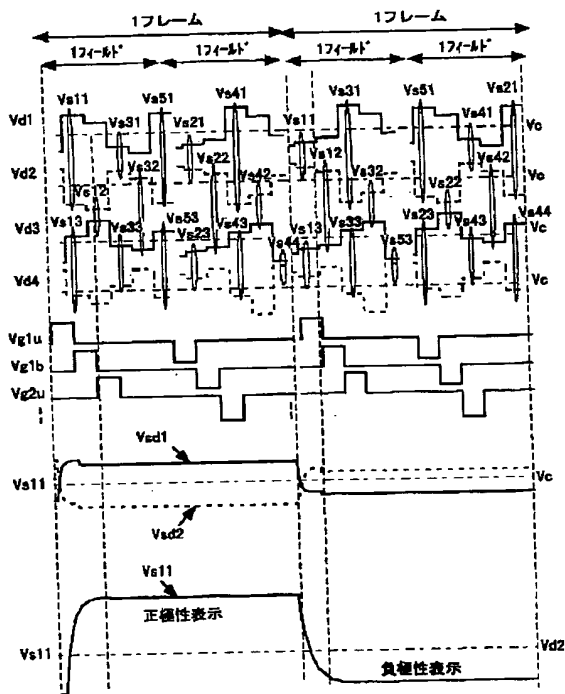 1フレーム 1フレーム
1フィールド 1フィールド 1フィールド 1フィールド
Vs11 Vs31 Vs51 Vs21 Vs41 Vs11 Vs31 Vs51 Vs41 Vs21
Vd1 Vc
Vs12 Vs32 Vs22 Vs42 Vs12 Vs32 Vs22 Vs42
Vd2 Vc
Vs13 Vs33 Vs53 Vs23 Vs43 Vs44 Vs13 Vs33 Vs53 Vs23 Vs43 Vs44
Vd3 Vc
Vd4 Vc
Vg1u
Vg1b
Vg2u
Vsd1
Vs11 Vc
Vsd2
Vs11
正極性表示
Vs11 Vd2
負極性表示